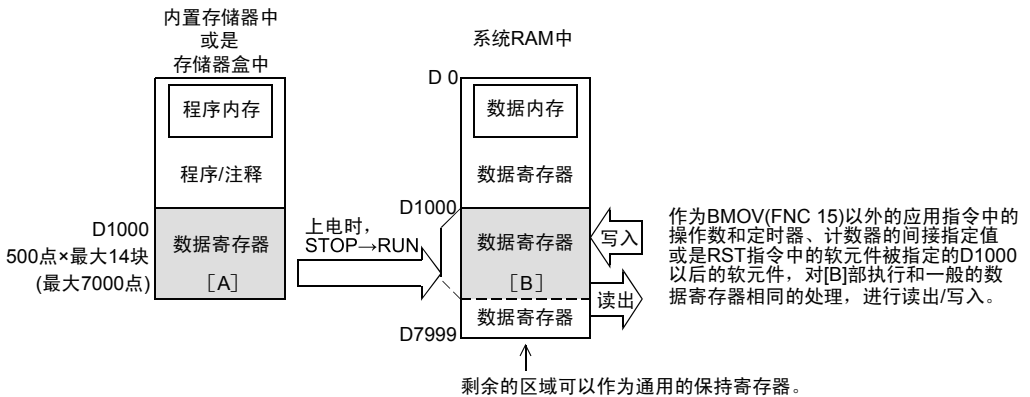 内置存储器中
或是
存储器盒中
程序内存
程序/注释
D1000
500点×最大14块
(最大7000点)
数据寄存器
［A］
上电时，
STOP→RUN
系统RAM中
D 0
数据内存
数据寄存器
D1000
数据寄存器
［B］
数据寄存器
D7999
写入
读出
作为BMOV(FNC 15)以外的应用指令中的
操作数和定时器、计数器的间接指定值
或是RST指令中的软元件被指定的D1000
以后的软元件，对[B]部执行和一般的数
据寄存器相同的处理，进行读出/写入。
剩余的区域可以作为通用的保持寄存器。